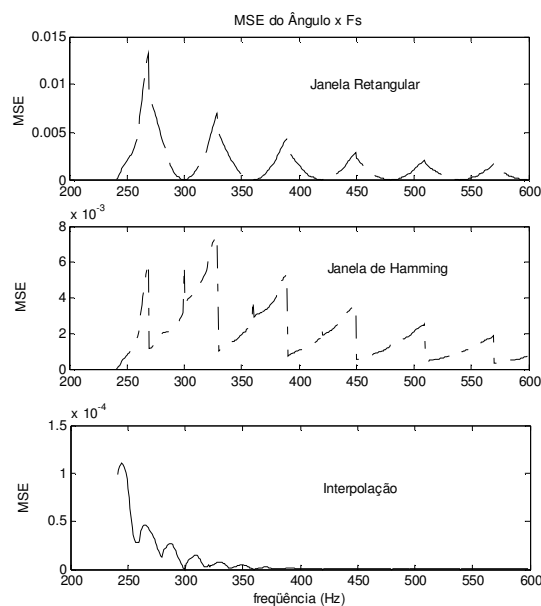 MSE do Ângulo x Fs
0.015
0.01
0.005
0
MSE
Janela Retangular
200 250 300 350 400 450 500 550 600
x 10-3
8
6
4
2
0
MSE
Janela de Hamming
200 250 300 350 400 450 500 550 600
x 10-4
1.5
1
0.5
0
MSE
Interpolação
200 250 300 350 400 450 500 550 600
freqüência (Hz)